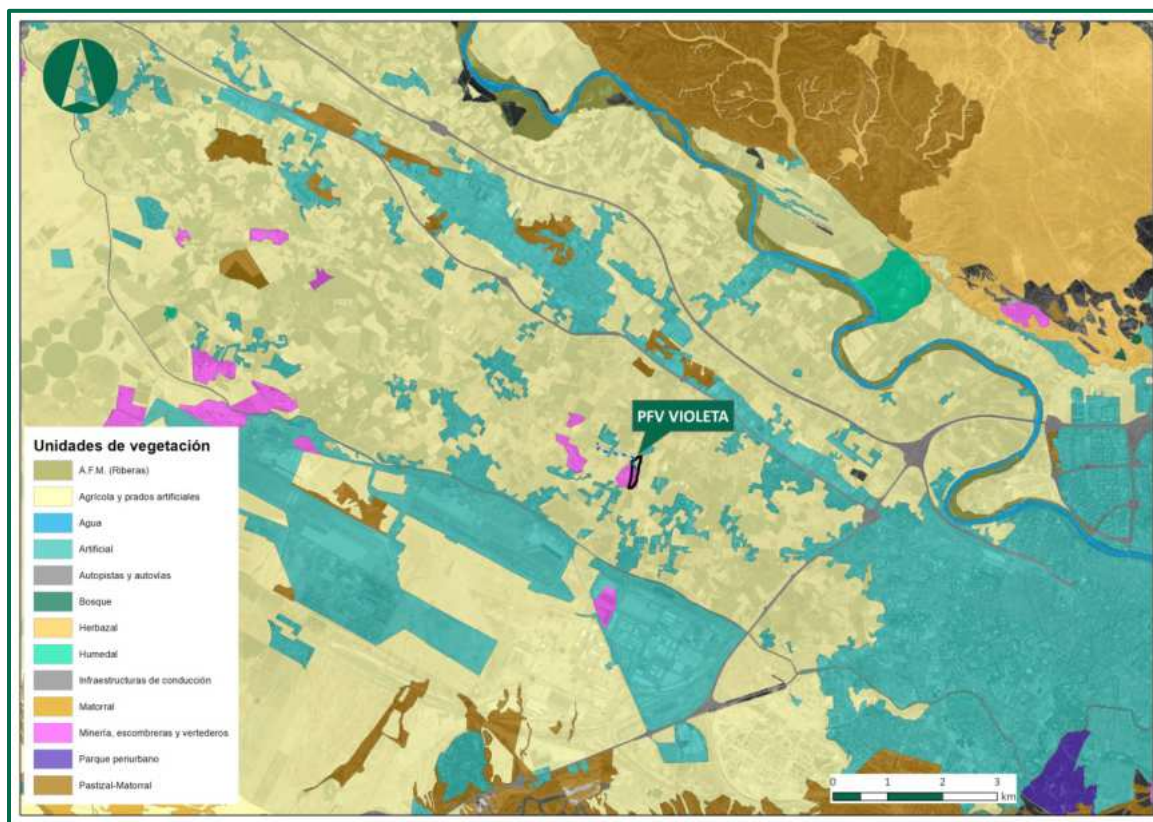 PFV VIOLETA
Unidades de vegetación
A.F.M. (Riberas)
Agrícola y prados artificiales
Agua
Artificial
Autopistas y autovías
Bosque
Herbazal
Humedal
Infraestructuras de conducción
Matorral
Minería, escombreras y vertederos
Parque periurbano
Pastizal-Matorral
0 1 2 3
km